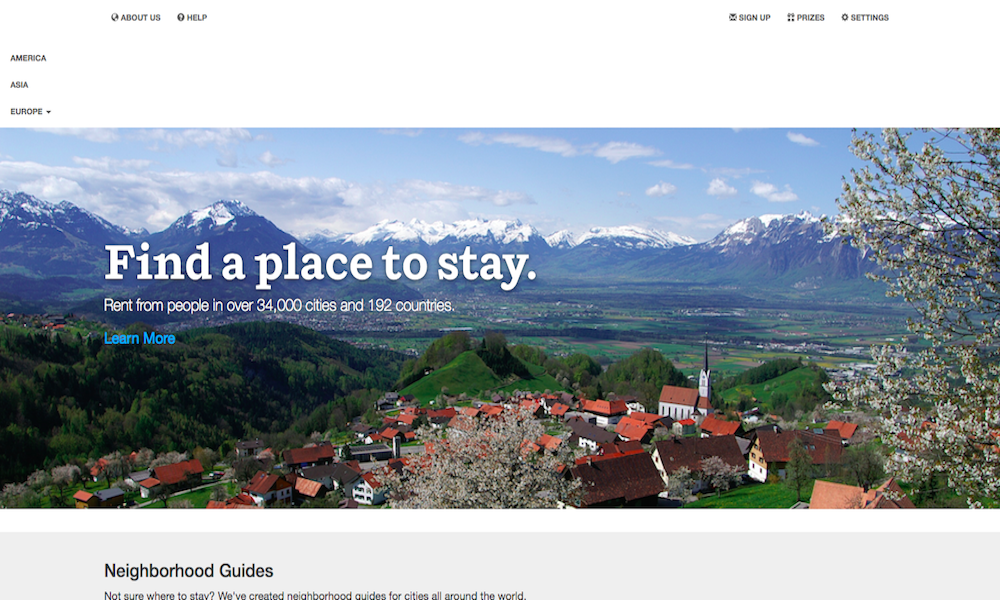 ABOUT US HELP SIGN UP PRIZES SETTINGS
AMERICA
ASIA
EUROPE
Find a place to stay.
Rent from people in over 34,000 cities and 192 countries.
Learn More
Neighborhood Guides
Not sure where to stay? We've created neighborhood guides for cities all around the world.